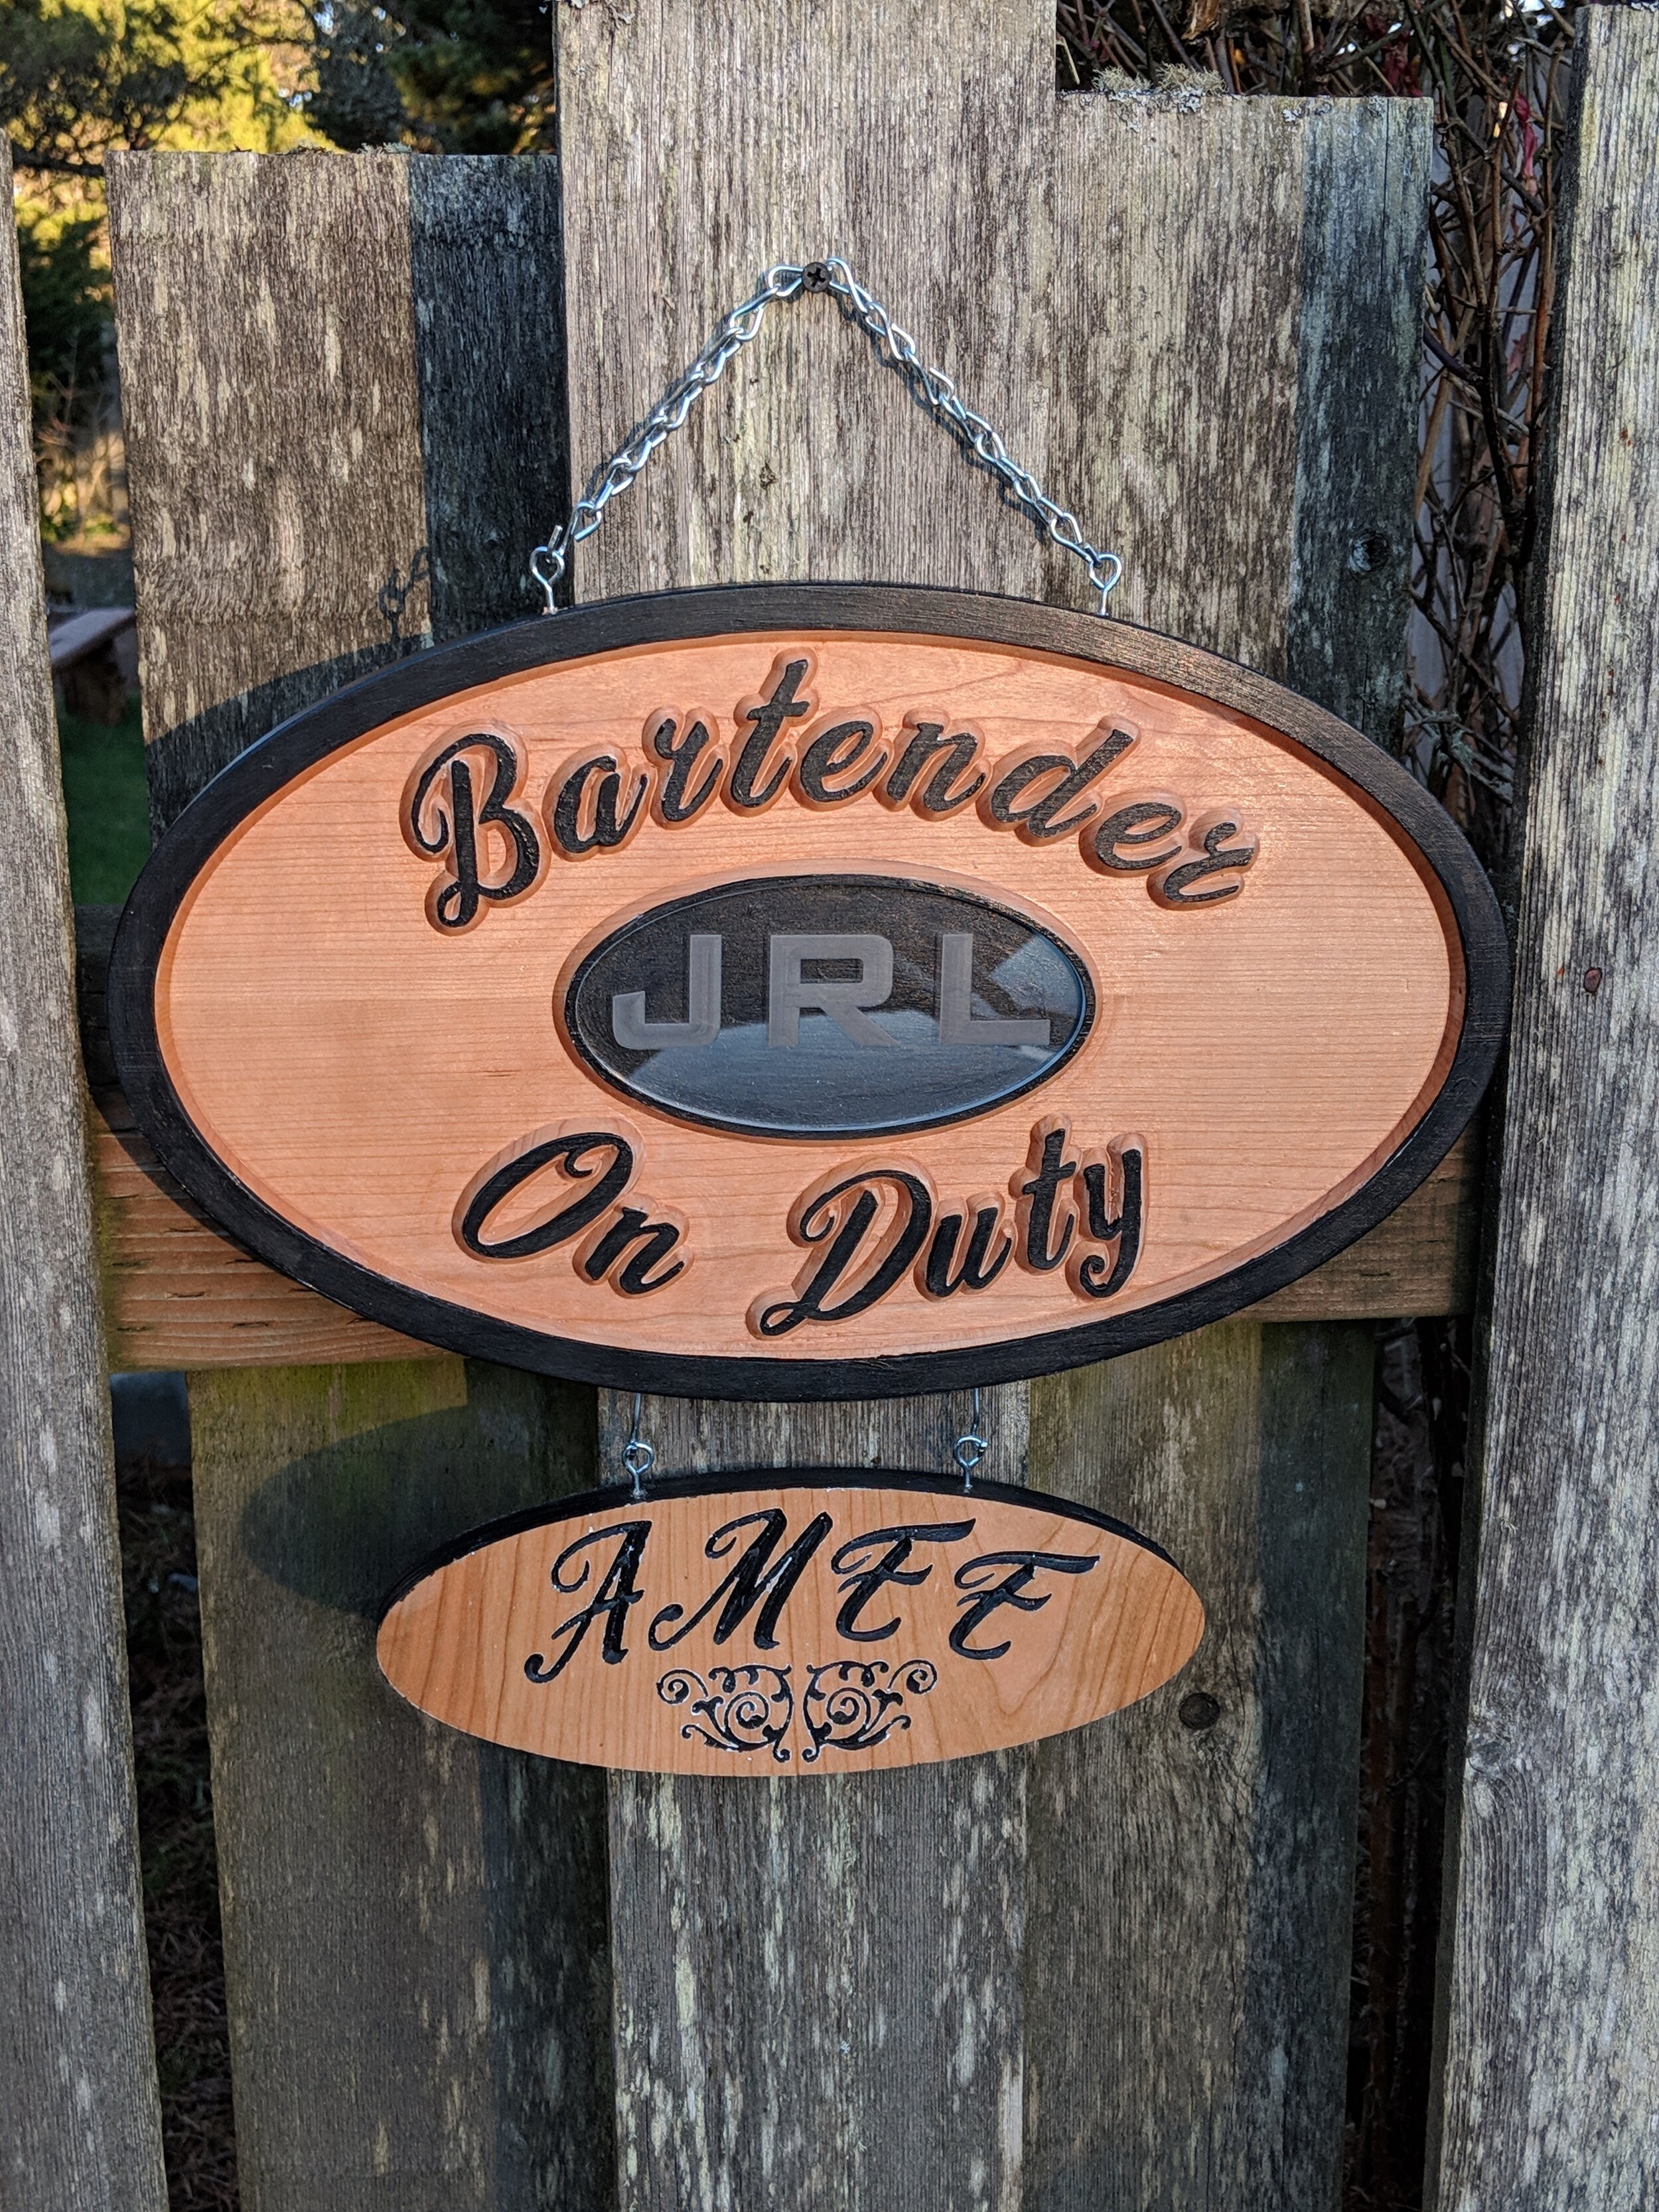 Bartender
JRL
On Duty
AMEE